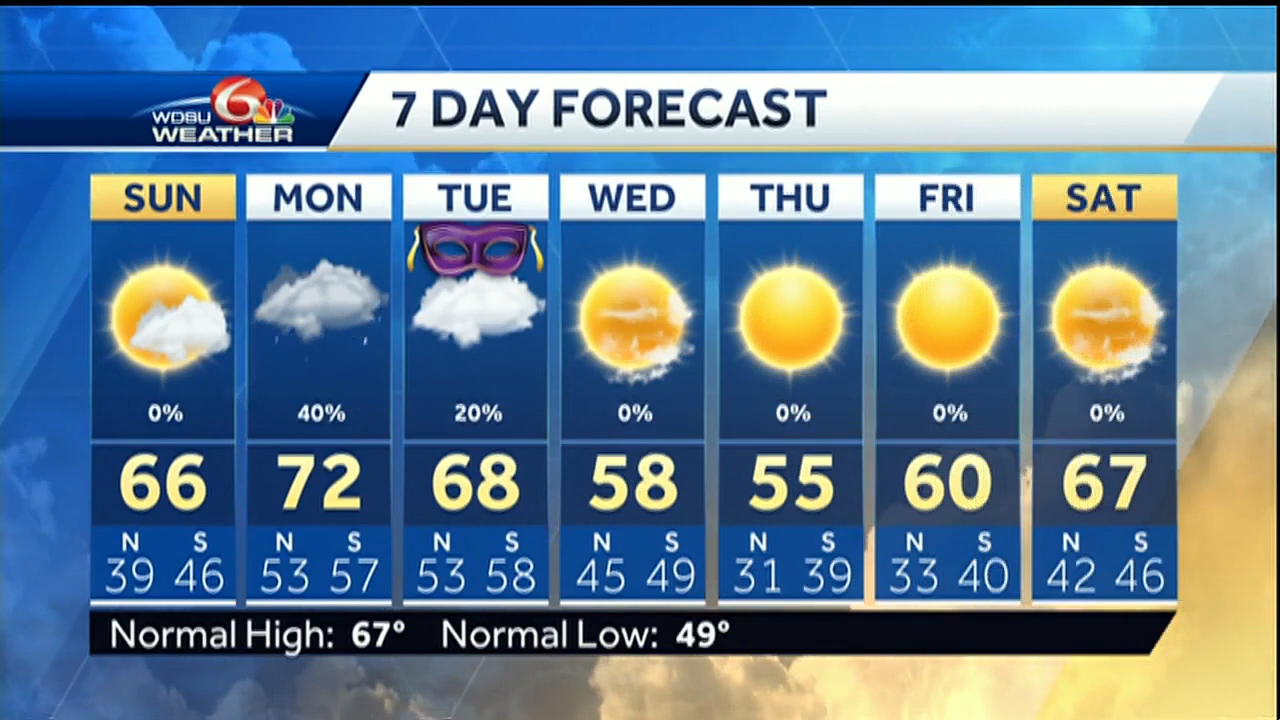 WDSU 6
WEATHER
7 DAY FORECAST
SUN MON TUE WED THU FRI SAT
0% 40% 20% 0% 0% 0% 0%
66 72 68 58 55 60 67
N S N S N S N S N S N S N S
39 46 53 57 53 58 45 49 31 39 33 40 42 46
Normal High: 67° Normal Low: 49°